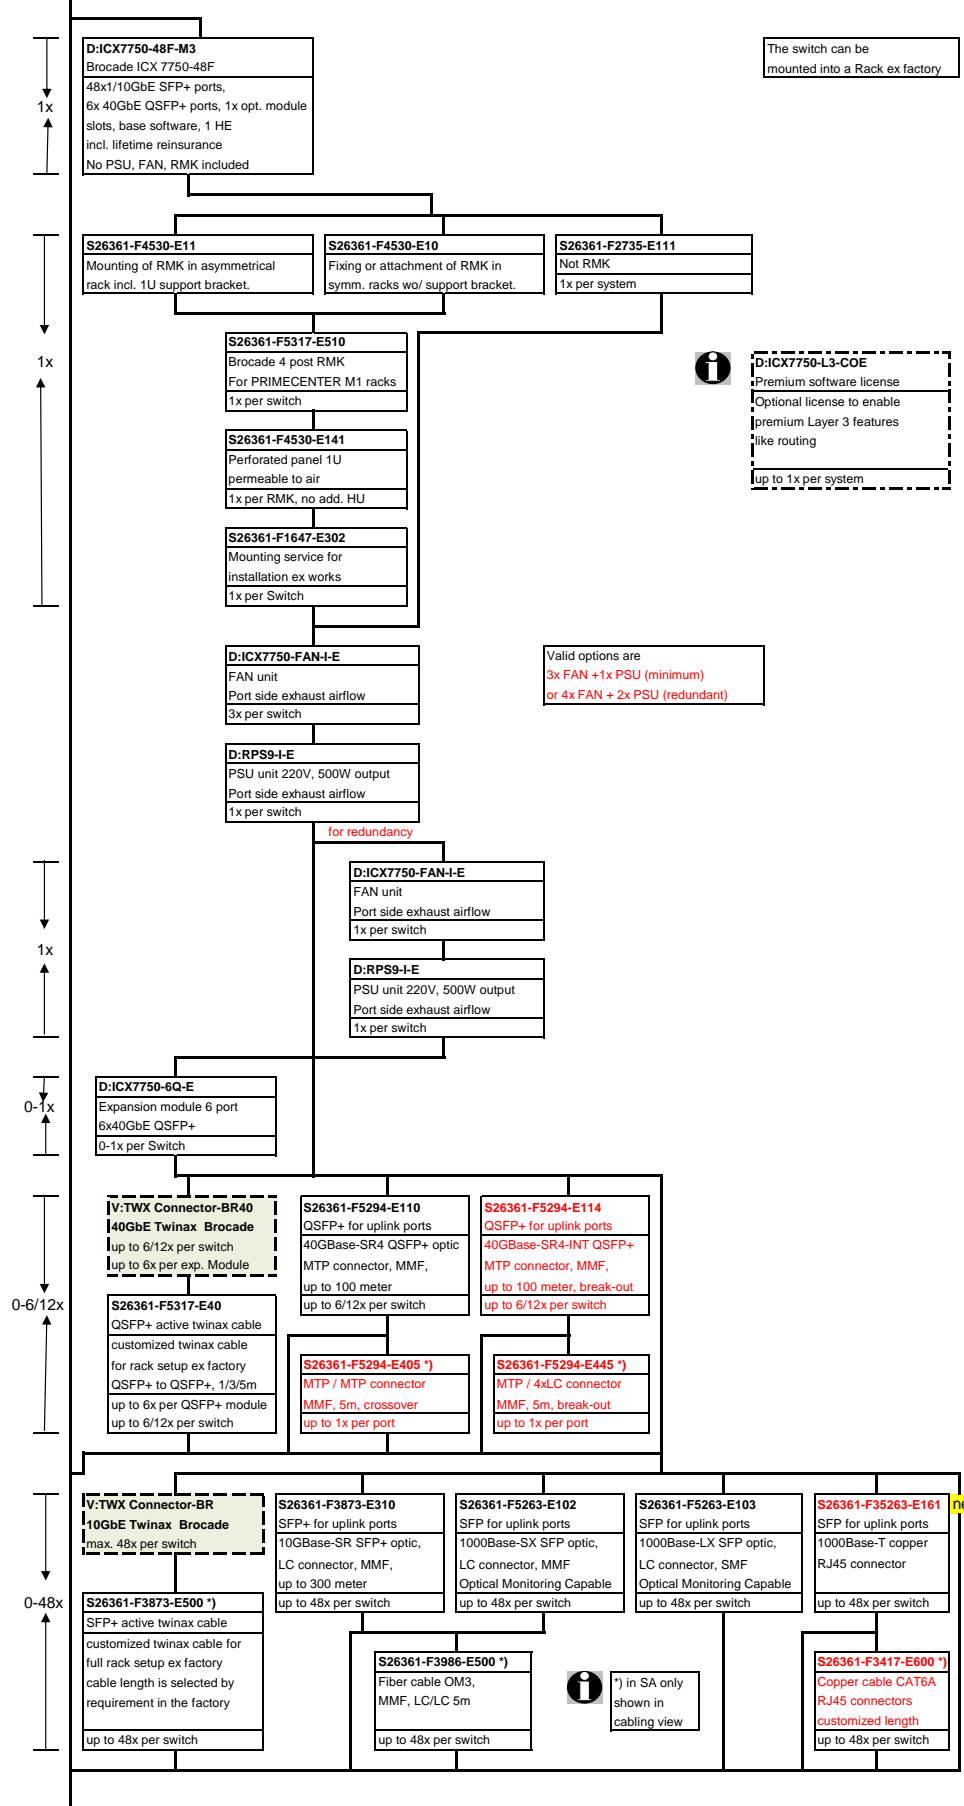 D:ICX7750-48F-M3
Brocade ICX 7750-48F
48x1/10GbE SFP+ ports,
6x 40GbE QSFP+ ports, 1x opt. module
slots, base software, 1 HE
incl. lifetime reinsurance
No PSU, FAN, RMK included
The switch can be
mounted into a Rack ex factory
1x
S26361-F4530-E11
Mounting of RMK in asymmetrical
rack incl. 1U support bracket.
S26361-F4530-E10
Fixing or attachment of RMK in
symm. racks wo/ support bracket.
S26361-F2735-E111
Not RMK
1x per system
1x
S26361-F5317-E510
Brocade 4 post RMK
For PRIMECENTER M1 racks
1x per switch
D:ICX7750-L3-COE
Premium software license
Optional license to enable
premium Layer 3 features
like routing
up to 1x per system
S26361-F4530-E141
Perforated panel 1U
permeable to air
1x per RMK, no add. HU
S26361-F1647-E302
Mounting service for
installation ex works
1x per Switch
D:ICX7750-FAN-I-E
FAN unit
Port side exhaust airflow
3x per switch
Valid options are
3x FAN +1x PSU (minimum)
or 4x FAN + 2x PSU (redundant)
D:RPS9-I-E
PSU unit 220V, 500W output
Port side exhaust airflow
1x per switch
for redundancy
D:ICX7750-FAN-I-E
FAN unit
Port side exhaust airflow
1x per switch
1x
D:RPS9-I-E
PSU unit 220V, 500W output
Port side exhaust airflow
1x per switch
0-1x
D:ICX7750-6Q-E
Expansion module 6 port
6x40GbE QSFP+
0-1x per Switch
V:TWX Connector-BR40
40GbE Twinax Brocade
up to 6/12x per switch
up to 6x per exp. Module
S26361-F5294-E110
QSFP+ for uplink ports
40GBase-SR4 QSFP+ optic
MTP connector, MMF,
up to 100 meter
up to 6/12x per switch
S26361-F5294-E114
QSFP+ for uplink ports
40GBase-SR4-INT QSFP+
MTP connector, MMF,
up to 100 meter, break-out
up to 6/12x per switch
0-6/12x
S26361-F5317-E40
QSFP+ active twinax cable
customized twinax cable
for rack setup ex factory
QSFP+ to QSFP+, 1/3/5m
up to 6x per QSFP+ module
up to 6/12x per switch
S26361-F5294-E405 *)
MTP / MTP connector
MMF, 5m, crossover
up to 1x per port
S26361-F5294-E445 *)
MTP / 4xLC connector
MMF, 5m, break-out
up to 1x per port
V:TWX Connector-BR
10GbE Twinax Brocade
max. 48x per switch
S26361-F3873-E310
SFP+ for uplink ports
10GBase-SR SFP+ optic,
LC connector, MMF,
up to 300 meter
up to 48x per switch
S26361-F5263-E102
SFP for uplink ports
1000Base-SX SFP optic,
LC connector, MMF
Optical Monitoring Capable
up to 48x per switch
S26361-F5263-E103
SFP for uplink ports
1000Base-LX SFP optic,
LC connector, SMF
Optical Monitoring Capable
up to 48x per switch
S26361-F35263-E161
SFP for uplink ports
1000Base-T copper
RJ45 connector
up to 48x per switch
0-48x
S26361-F3873-E500 *)
SFP+ active twinax cable
customized twinax cable for
full rack setup ex factory
cable length is selected by
requirement in the factory
up to 48x per switch
S26361-F3986-E500 *)
Fiber cable OM3,
MMF, LC/LC 5m
up to 48x per switch
*) in SA only
shown in
cabling view
S26361-F3417-E600 *)
Copper cable CAT6A
RJ45 connectors
customized length
up to 48x per switch